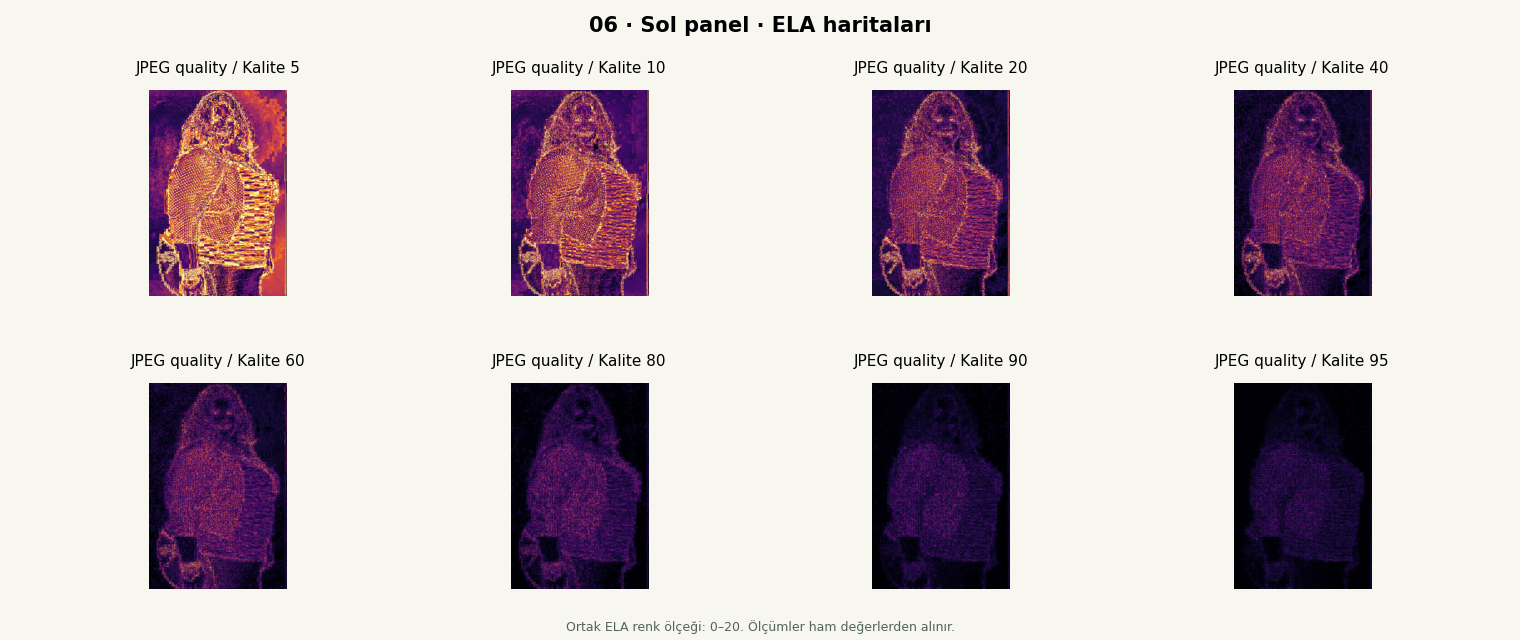 06 · Sol panel · ELA haritaları
JPEG quality / Kalite 5
JPEG quality / Kalite 10
JPEG quality / Kalite 20
JPEG quality / Kalite 40
JPEG quality / Kalite 60
JPEG quality / Kalite 80
JPEG quality / Kalite 90
JPEG quality / Kalite 95
Ortak ELA renk ölçeği: 0–20. Ölçümler ham değerlerden alınır.